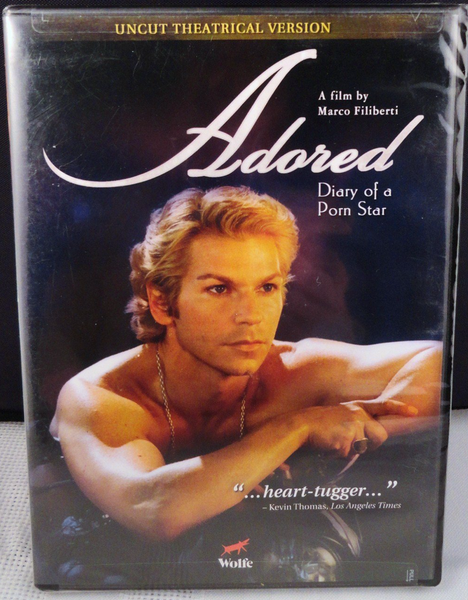 UNCUT THEATRICAL VERSION
A film by
Marco Filiberti
Adored
Diary of a
Porn Star
"...heart-tugger..."
– Kevin Thomas, Los Angeles Times
Wolfe